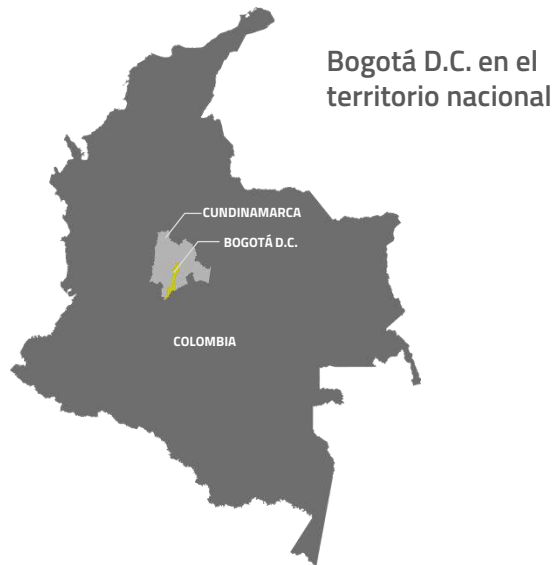 Bogotá D.C. en el
territorio nacional
CUNDINAMARCA
BOGOTÁ D.C.
COLOMBIA